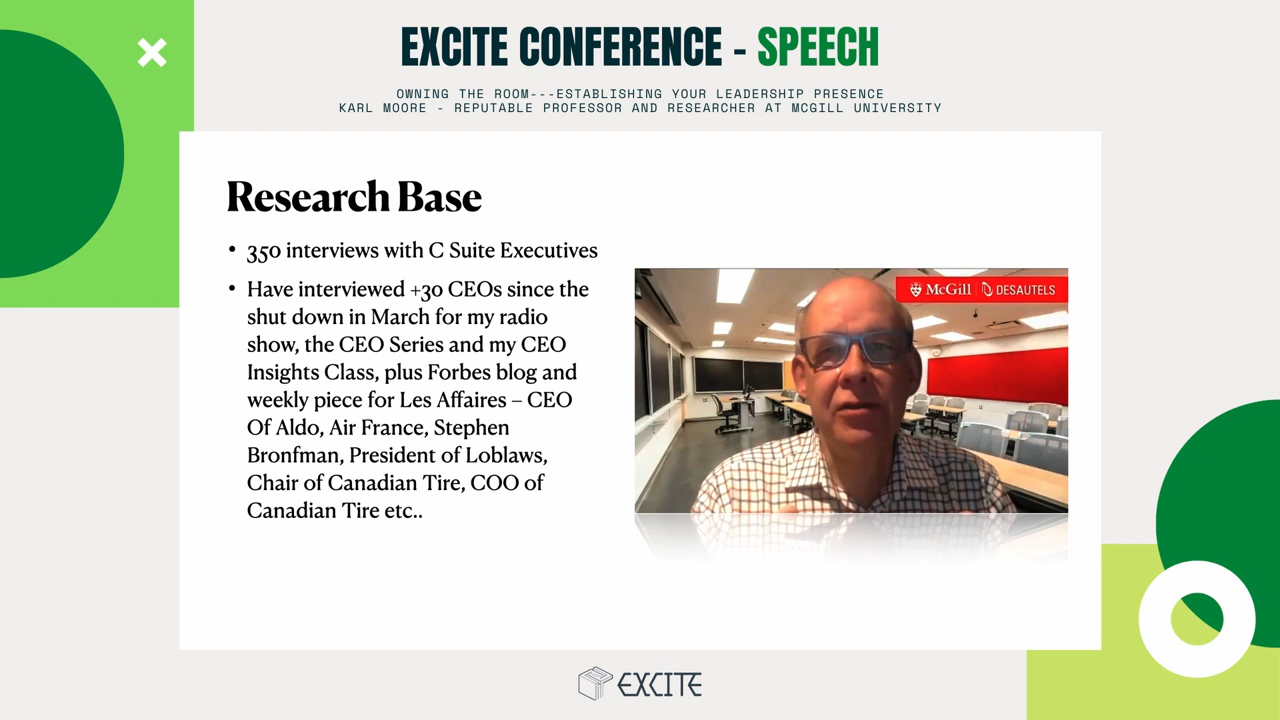 EXCITE CONFERENCE - SPEECH
OWNING THE ROOM---ESTABLISHING YOUR LEADERSHIP PRESENCE
KARL MOORE - REPUTABLE PROFESSOR AND RESEARCHER AT MCGILL UNIVERSITY
Research Base
• 350 interviews with C Suite Executives
• Have interviewed +30 CEOs since the
shut down in March for my radio
show, the CEO Series and my CEO
Insights Class, plus Forbes blog and
weekly piece for Les Affaires – CEO
Of Aldo, Air France, Stephen
Bronfman, President of Loblaws,
Chair of Canadian Tire, COO of
Canadian Tire etc..
McGill DESAUTELS
EXCITE